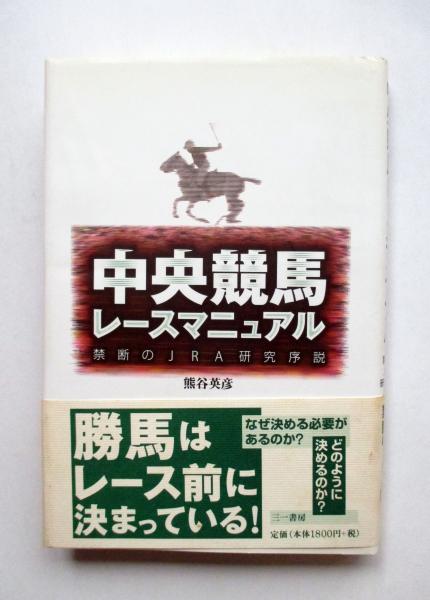 中央競馬
レースマニュアル
禁断のJRA研究序説
熊谷英彦
勝馬は
レース前に
決まっている!
なぜ決める必要が
あるのか?
どのように
決めるのか?
三一書房
定価(本体1800円+税)